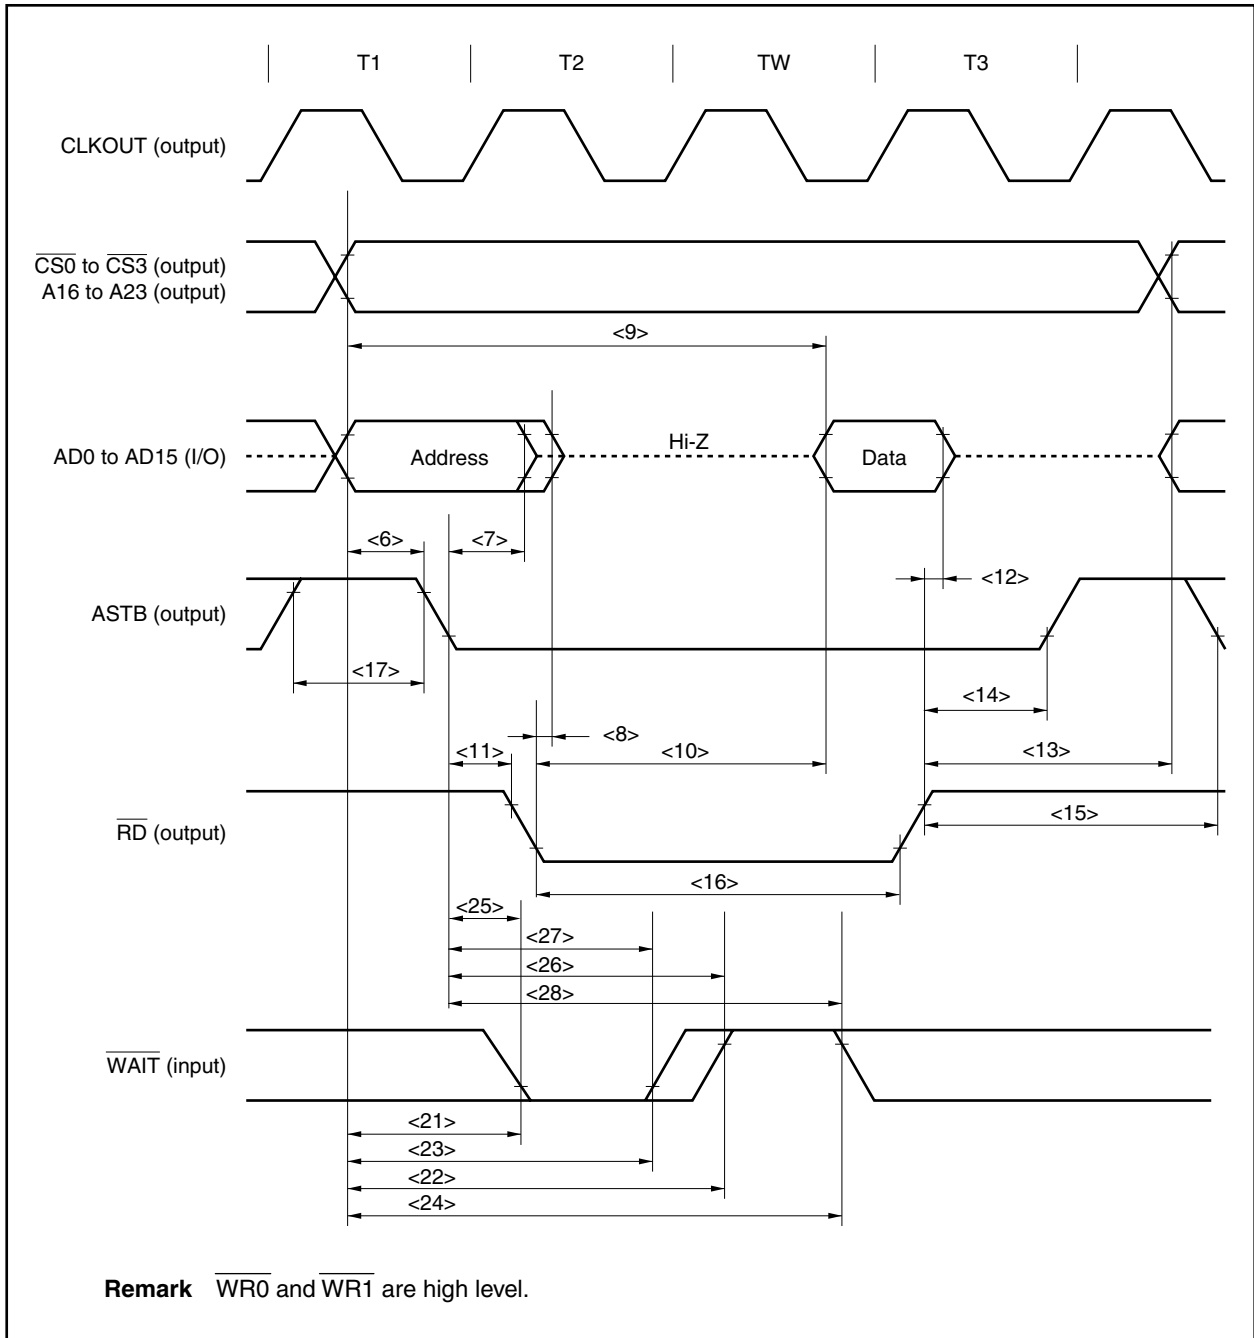 T1 T2 TW T3
CLKOUT (output)
CS0 to CS3 (output)
A16 to A23 (output)
<9>
AD0 to AD15 (I/O)
Address
Hi-Z
Data
<6> <7>
<12>
ASTB (output)
<17>
<14>
<8>
<11> <10> <13>
RD (output)
<15>
<16>
<25>
<27>
<26>
<28>
WAIT (input)
<21>
<23>
<22>
<24>
Remark WR0 and WR1 are high level.